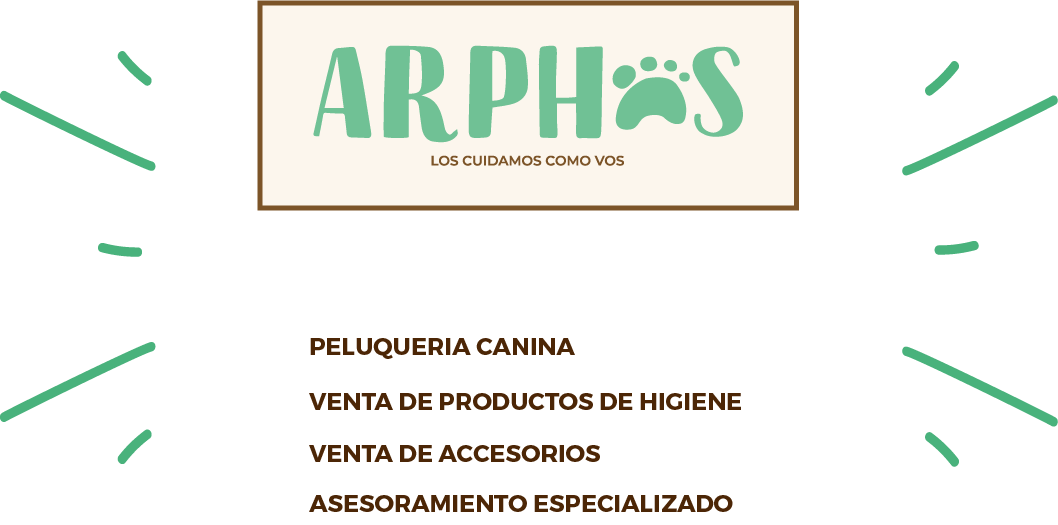 ARPHOS
LOS CUIDAMOS COMO VOS
PELUQUERIA CANINA
VENTA DE PRODUCTOS DE HIGIENE
VENTA DE ACCESORIOS
ASESORAMIENTO ESPECIALIZADO